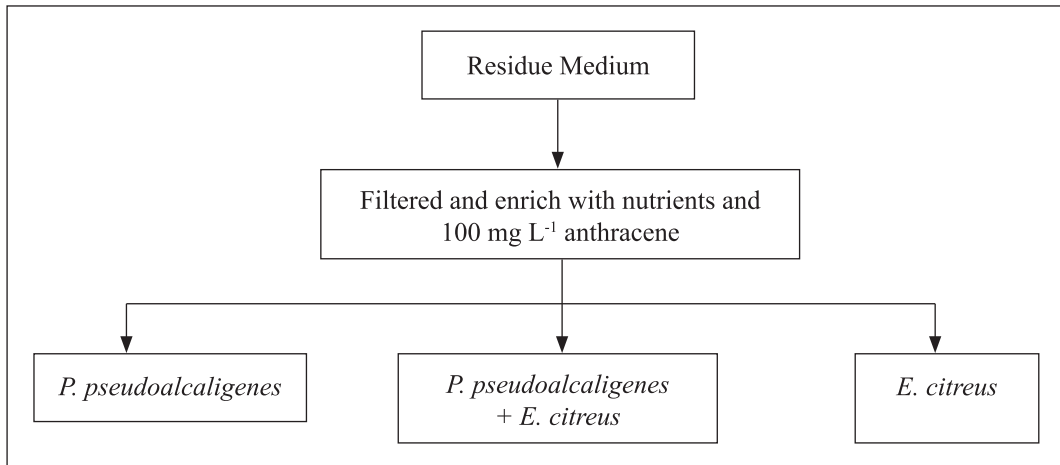 Residue Medium
Filtered and enrich with nutrients and
100 mg L⁻¹ anthracene
P. pseudoalcaligenes
P. pseudoalcaligenes
+ E. citreus
E. citreus